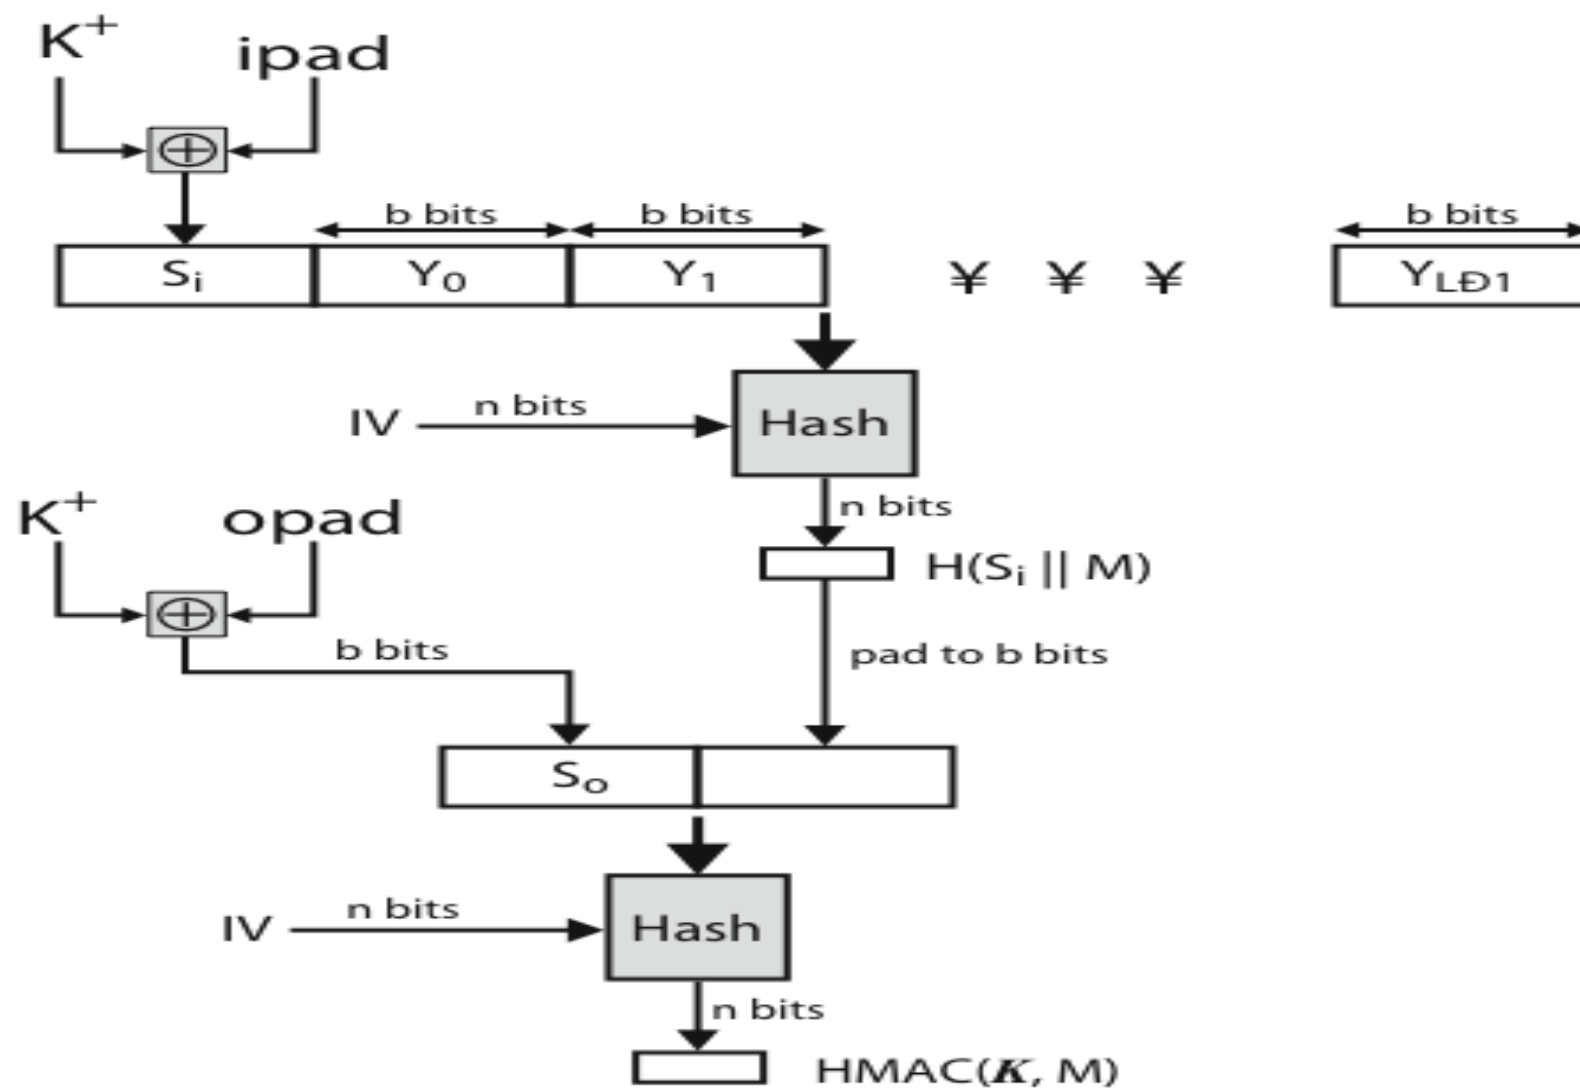 K+ ipad
b bits b bits b bits
Si Y0 Y1 ¥ ¥ ¥ YLĐ1
IV n bits Hash
n bits
K+ opad
H(Si || M)
b bits
pad to b bits
So
IV n bits Hash
n bits
HMAC(K, M)